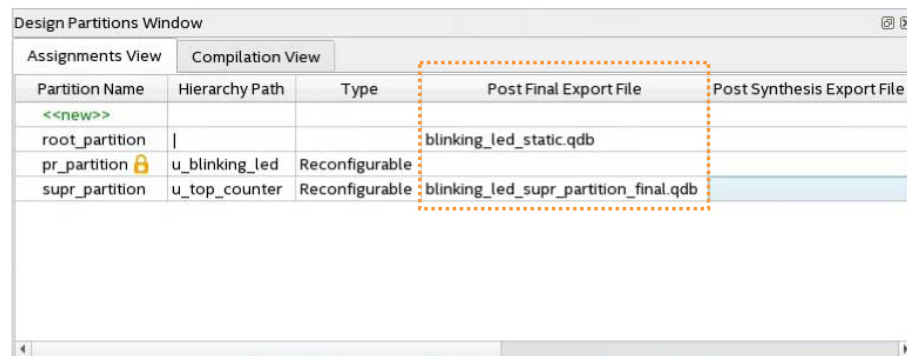 Design Partitions Window
Assignments View Compilation View
Partition Name Hierarchy Path Type Post Final Export File Post Synthesis Export File
<<new>>
root_partition | blinking_led_static.qdb
pr_partition u_blinking_led Reconfigurable
supr_partition u_top_counter Reconfigurable blinking_led_supr_partition_final.qdb